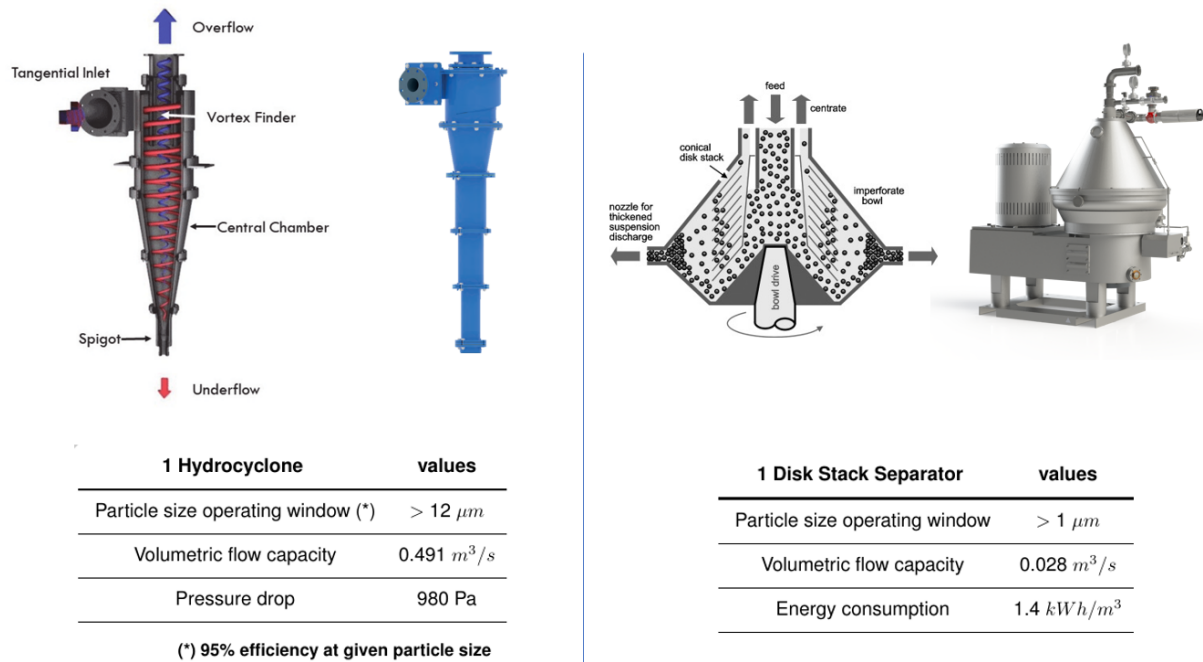 Overflow
Tangential Inlet
Vortex Finder
Central Chamber
Spigot
Underflow
feed
centrate
conical
disk stack
imperforate
bowl
nozzle for
thickened
suspension
discharge
bowl drive
1 Hydrocyclone values
Particle size operating window (*) > 12 μm
Volumetric flow capacity 0.491 m³/s
Pressure drop 980 Pa
(*) 95% efficiency at given particle size
1 Disk Stack Separator values
Particle size operating window > 1 μm
Volumetric flow capacity 0.028 m³/s
Energy consumption 1.4 kWh/m³